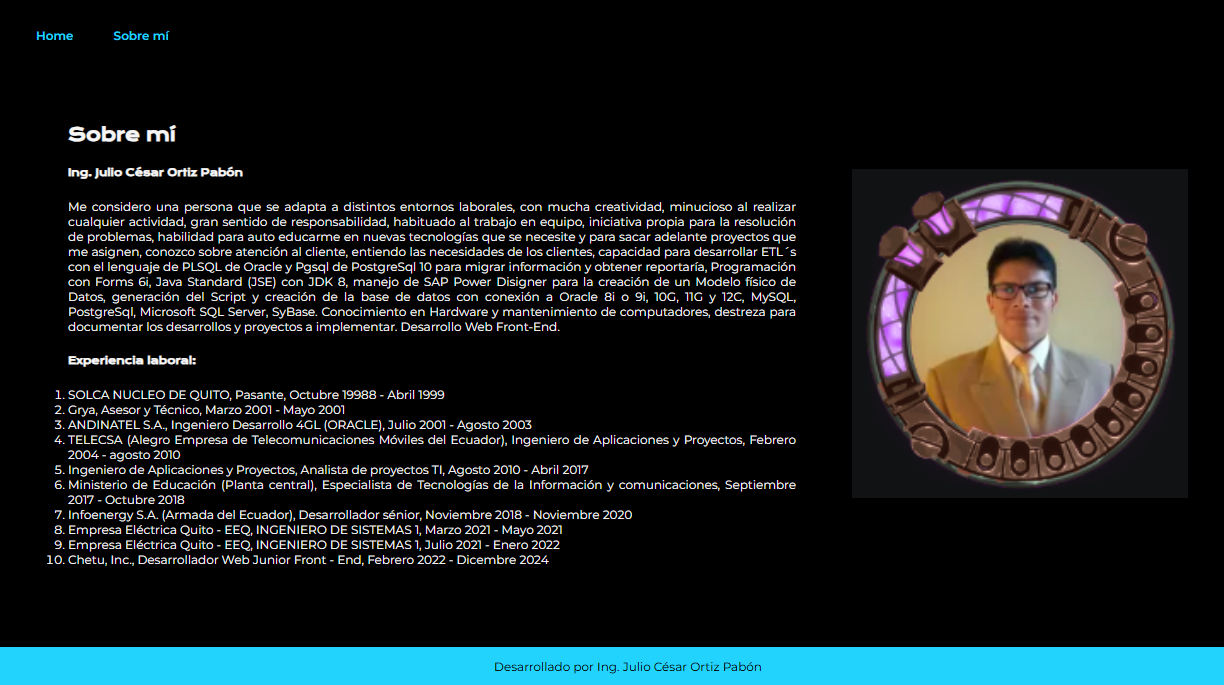 Home Sobre mí
Sobre mí
Ing. Julio César Ortiz Pabón
Me considero una persona que se adapta a distintos entornos laborales, con mucha creatividad, minucioso al realizar
cualquier actividad, gran sentido de responsabilidad, habituado al trabajo en equipo, iniciativa propia para la resolución
de problemas, habilidad para auto educarme en nuevas tecnologías que se necesite y para sacar adelante proyectos que
me asignen, conozco sobre atención al cliente, entiendo las necesidades de los clientes, capacidad para desarrollar ETL´s
con el lenguaje de PLSQL de Oracle y Pgsql de PostgreSql 10 para migrar información y obtener reportaría, Programación
con Forms 6i, Java Standard (JSE) con JDK 8, manejo de SAP Power Disigner para la creación de un Modelo físico de
Datos, generación del Script y creación de la base de datos con conexión a Oracle 8i o 9i, 10G, 11G y 12C, MySQL,
PostgreSql, Microsoft SQL Server, SyBase. Conocimiento en Hardware y mantenimiento de computadores, destreza para
documentar los desarrollos y proyectos a implementar. Desarrollo Web Front-End.
Experiencia laboral:
1. SOLCA NUCLEO DE QUITO, Pasante, Octubre 19988 - Abril 1999
2. Grya, Asesor y Técnico, Marzo 2001 - Mayo 2001
3. ANDINATEL S.A., Ingeniero Desarrollo 4GL (ORACLE), Julio 2001 - Agosto 2003
4. TELECSA (Alegro Empresa de Telecomunicaciones Móviles del Ecuador), Ingeniero de Aplicaciones y Proyectos, Febrero
2004 - agosto 2010
5. Ingeniero de Aplicaciones y Proyectos, Analista de proyectos TI, Agosto 2010 - Abril 2017
6. Ministerio de Educación (Planta central), Especialista de Tecnologías de la Información y comunicaciones, Septiembre
2017 - Octubre 2018
7. Infoenergy S.A. (Armada del Ecuador), Desarrollador sénior, Noviembre 2018 - Noviembre 2020
8. Empresa Eléctrica Quito - EEQ, INGENIERO DE SISTEMAS 1, Marzo 2021 - Mayo 2021
9. Empresa Eléctrica Quito - EEQ, INGENIERO DE SISTEMAS 1, Julio 2021 - Enero 2022
10. Chetu, Inc., Desarrollador Web Junior Front - End, Febrero 2022 - Dicembre 2024
Desarrollado por Ing. Julio César Ortiz Pabón